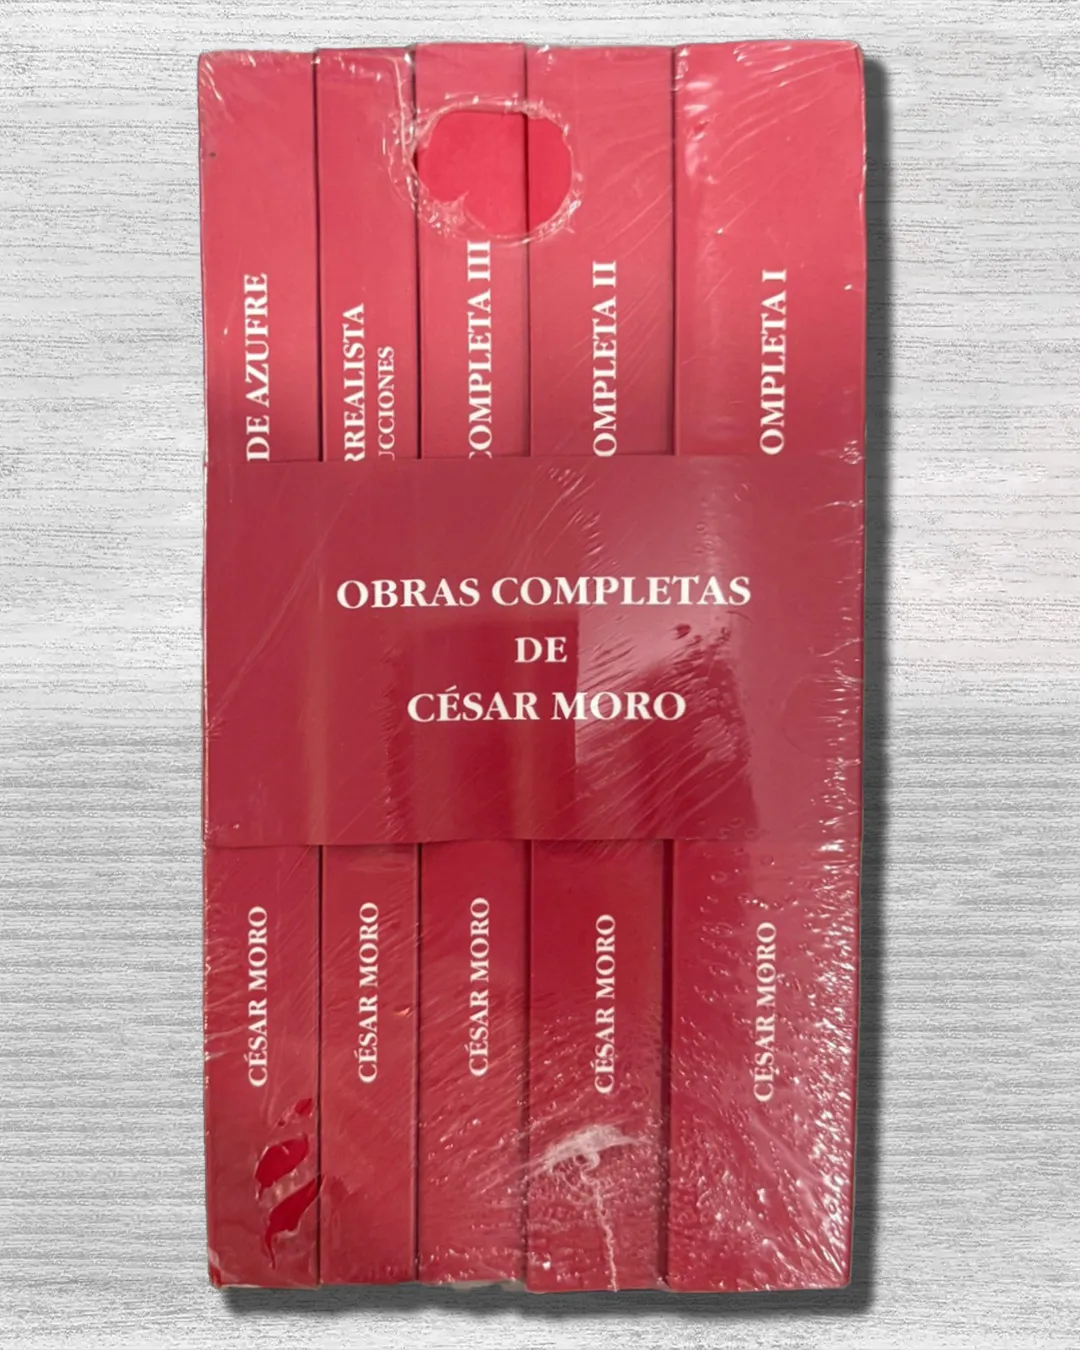 DE AZUFRE
RREALISTA
UCCIONES
COMPLETA III
OMPLETA II
OMPLETA I
OBRAS COMPLETAS
DE
CÉSAR MORO
CÉSAR MORO
CÉSAR MORO
CÉSAR MORO
CÉSAR MORO
CÉSAR MORO